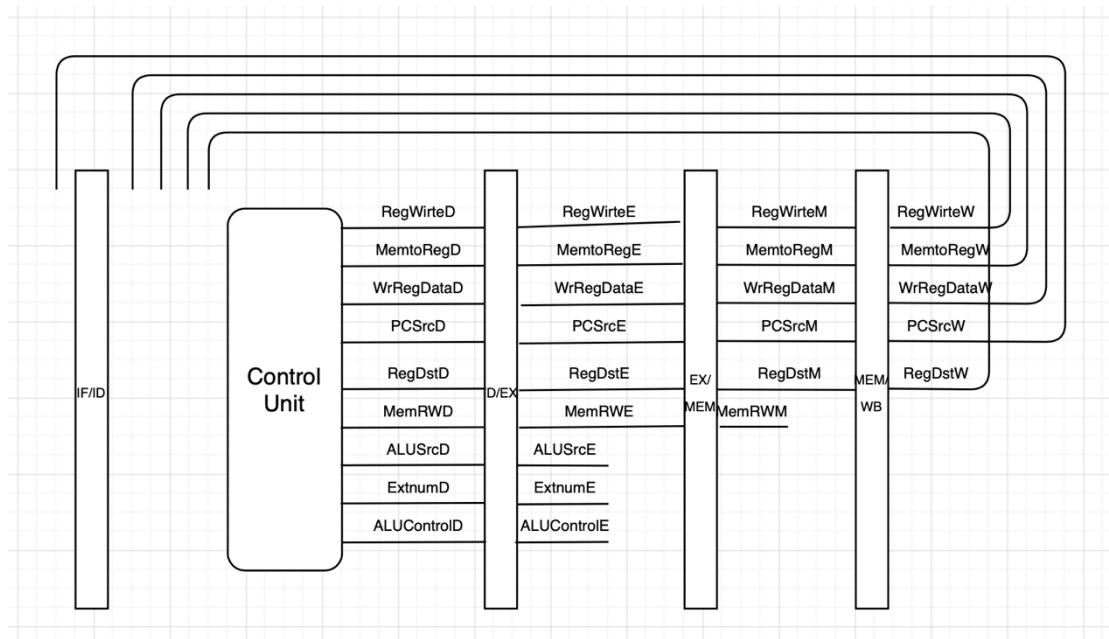 RegWirteD
RegWirteE
RegWirteM
RegWirteW
MemtoRegD
MemtoRegE
MemtoRegM
MemtoRegW
WrRegDataD
WrRegDataE
WrRegDataM
WrRegDataW
PCSrcD
PCSrcE
PCSrcM
PCSrcW
Control
Unit
IF/ID
RegDstD
D/EX
RegDstE
EX/
MEM
RegDstM
MEM/
WB
RegDstW
MemRWD
MemRWE
MemRWM
ALUSrcD
ALUSrcE
ExtnumD
ExtnumE
ALUControlD
ALUControlE